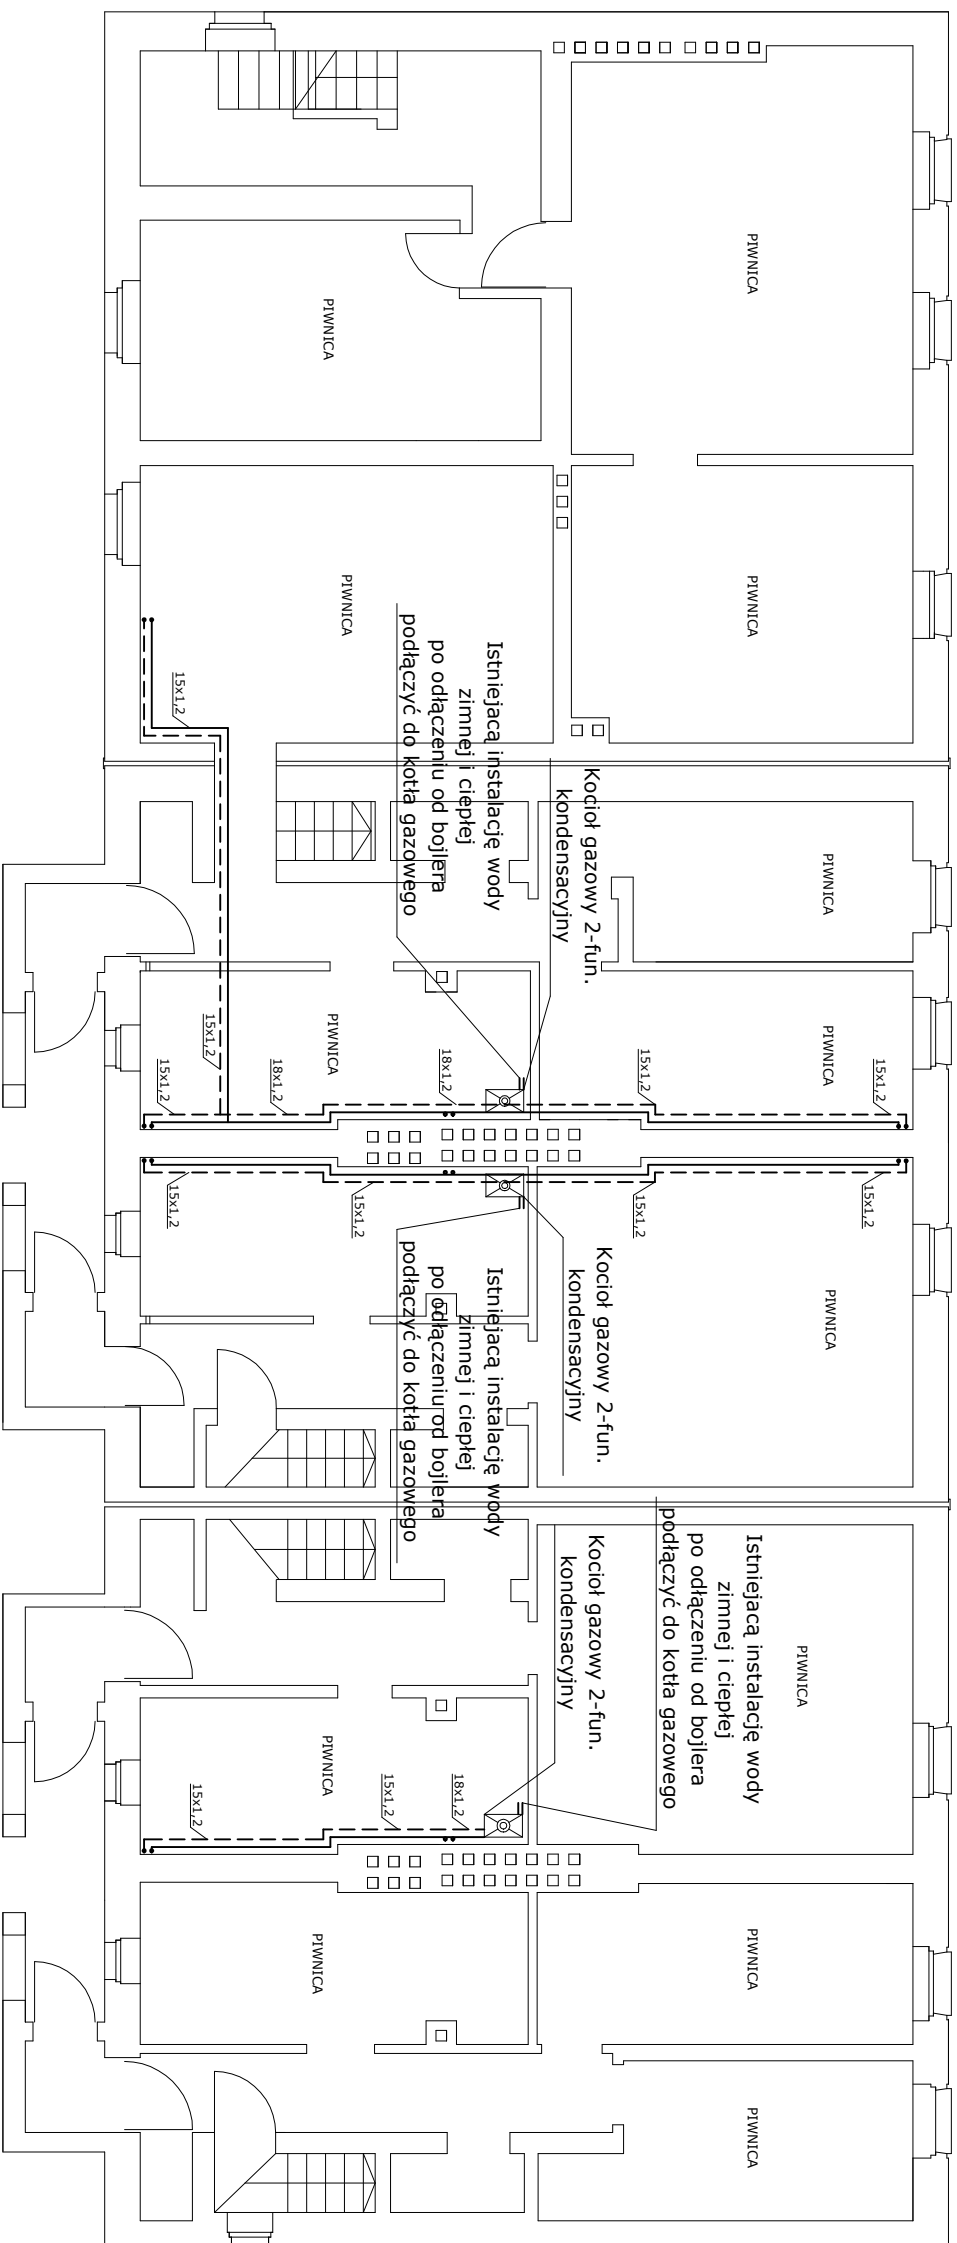 15x1,2
15x1,2
PIWNICA
PIWNICA
PIWNICA
PIWNICA
PIWNICA
PIWNICA
PIWNICA
PIWNICA
Istniejacą instalację wody
zimnej i ciepłej
po odłączeniu od bojlera
podłączyć do kotła gazowego
15x1,2
15x1,2
Kocioł gazowy 2-fun.
kondensacyjny
Kocioł gazowy 2-fun.
kondensacyjny
Kocioł gazowy 2-fun.
kondensacyjny
Istniejacą instalację wody
zimnej i ciepłej
po odłączeniu od bojlera
podłączyć do kotła gazowego
Istniejacą instalację wody
zimnej i ciepłej
po odłączeniu od bojlera
podłączyć do kotła gazowego
18x1,2
18x1,2
15x1,2
15x1,2
PIWNICA
PIWNICA
PIWNICA
PIWNICA
PIWNICA
18x1,2
15x1,2
15x1,2
15x1,2
15x1,2
15x1,2